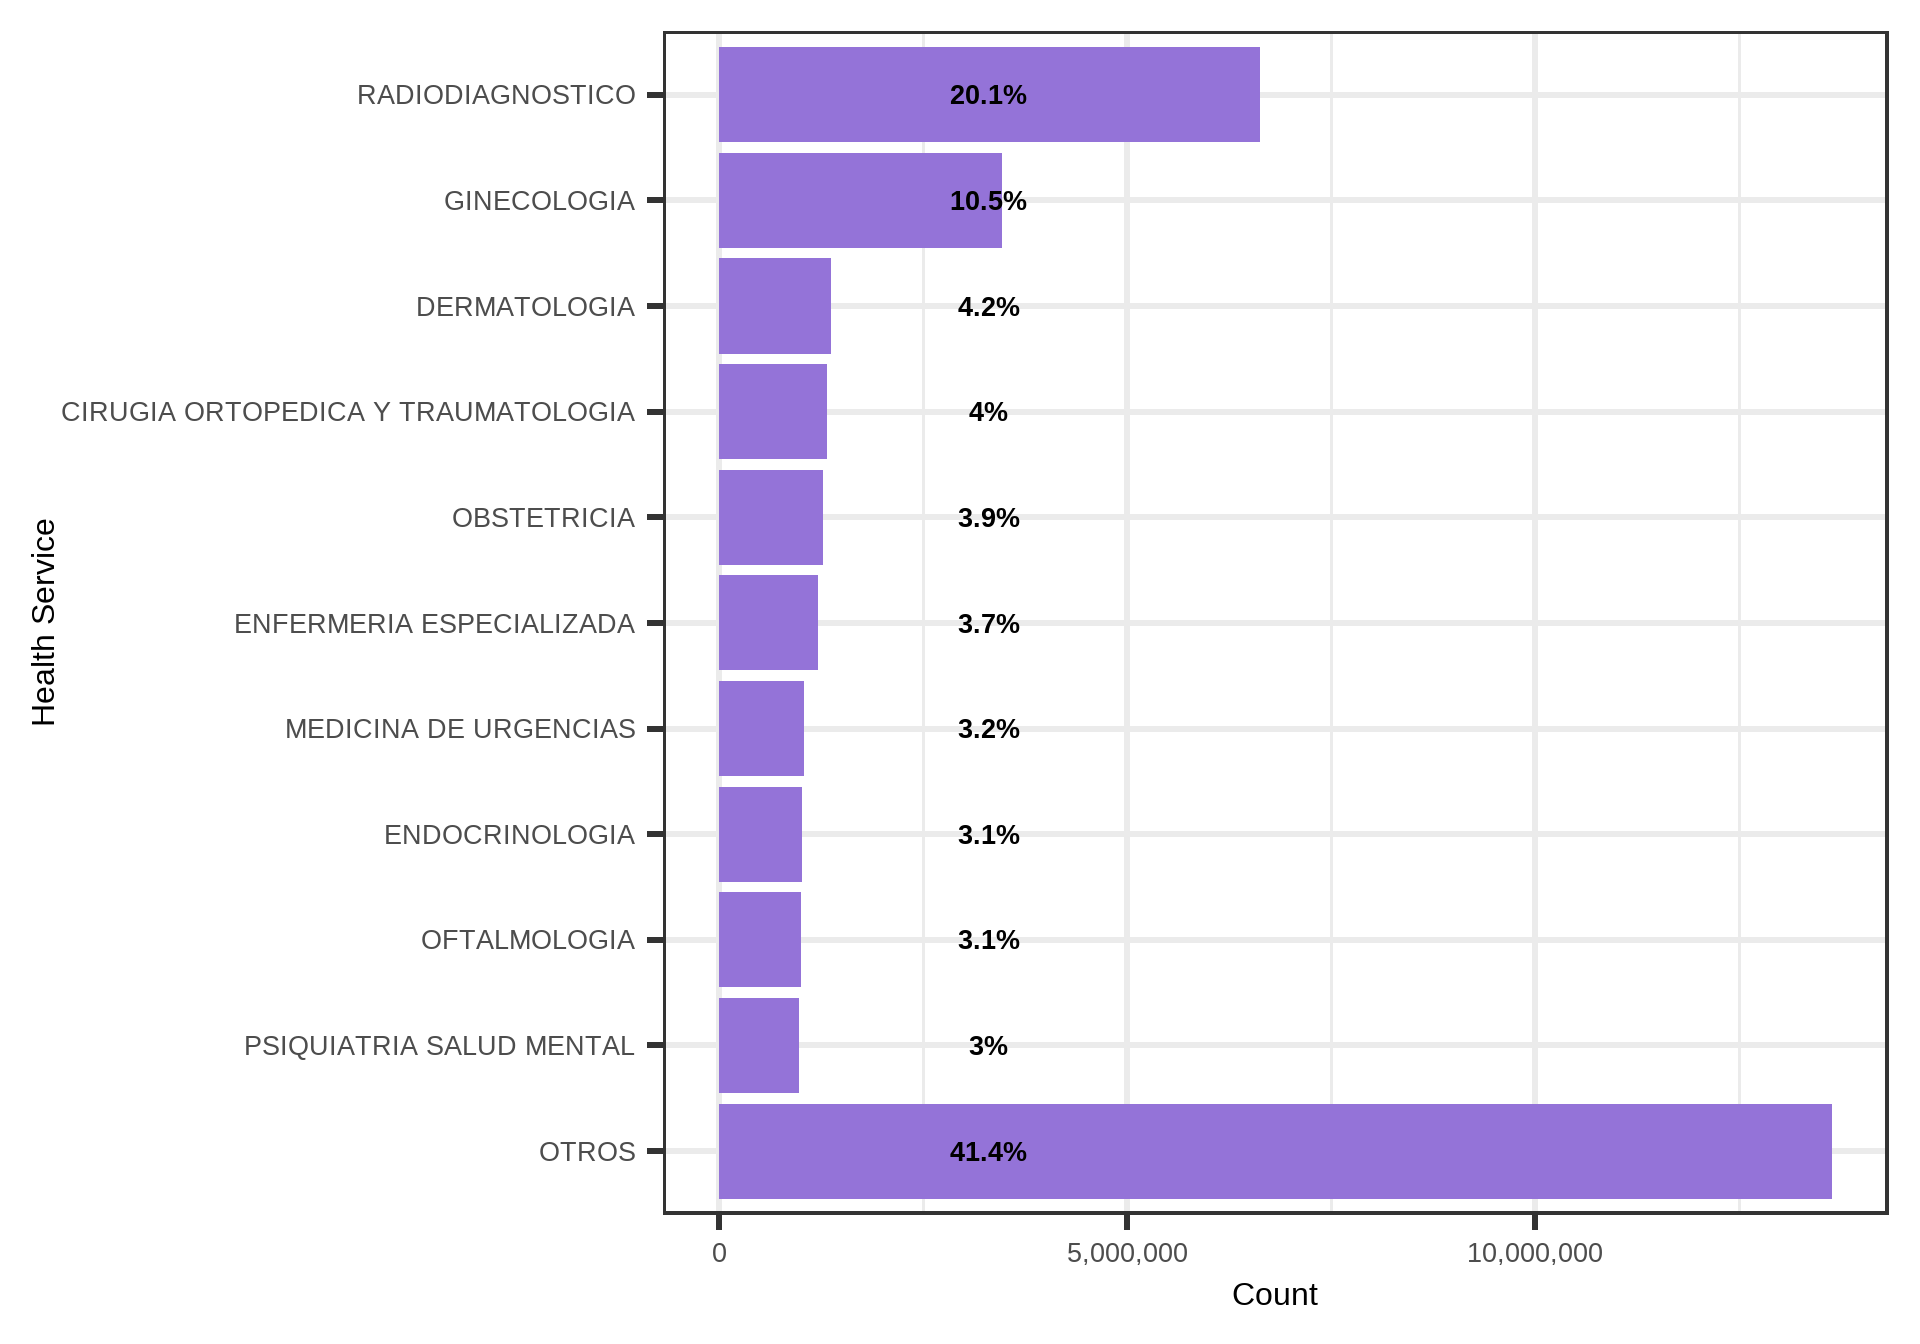 RADIODIAGNOSTICO 20.1%
GINECOLOGIA 10.5%
DERMATOLOGIA 4.2%
CIRUGIA ORTOPEDICA Y TRAUMATOLOGIA 4%
OBSTETRICIA 3.9%
ENFERMERIA ESPECIALIZADA 3.7%
MEDICINA DE URGENCIAS 3.2%
ENDOCRINOLOGIA 3.1%
OFTALMOLOGIA 3.1%
PSIQUIATRIA SALUD MENTAL 3%
OTROS 41.4%
Health Service
0 5,000,000 10,000,000
Count